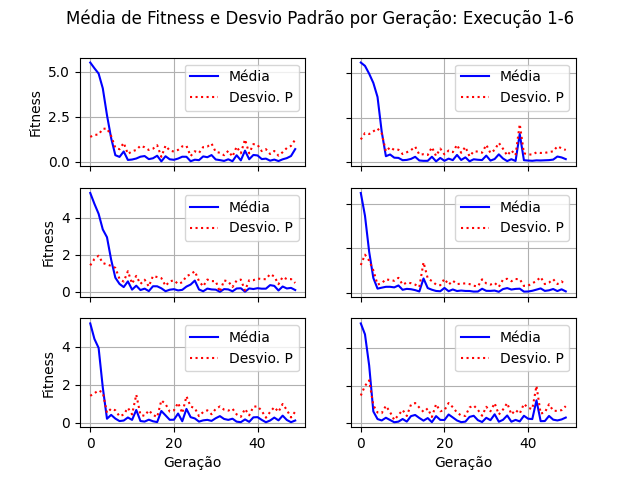 Média de Fitness e Desvio Padrão por Geração: Execução 1-6
Fitness
5.0
2.5
0.0
Média
Desvio. P
Média
Desvio. P
Fitness
4
2
0
Média
Desvio. P
Média
Desvio. P
Fitness
4
2
0
Média
Desvio. P
Média
Desvio. P
0 20 40
0 20 40
Geração
Geração